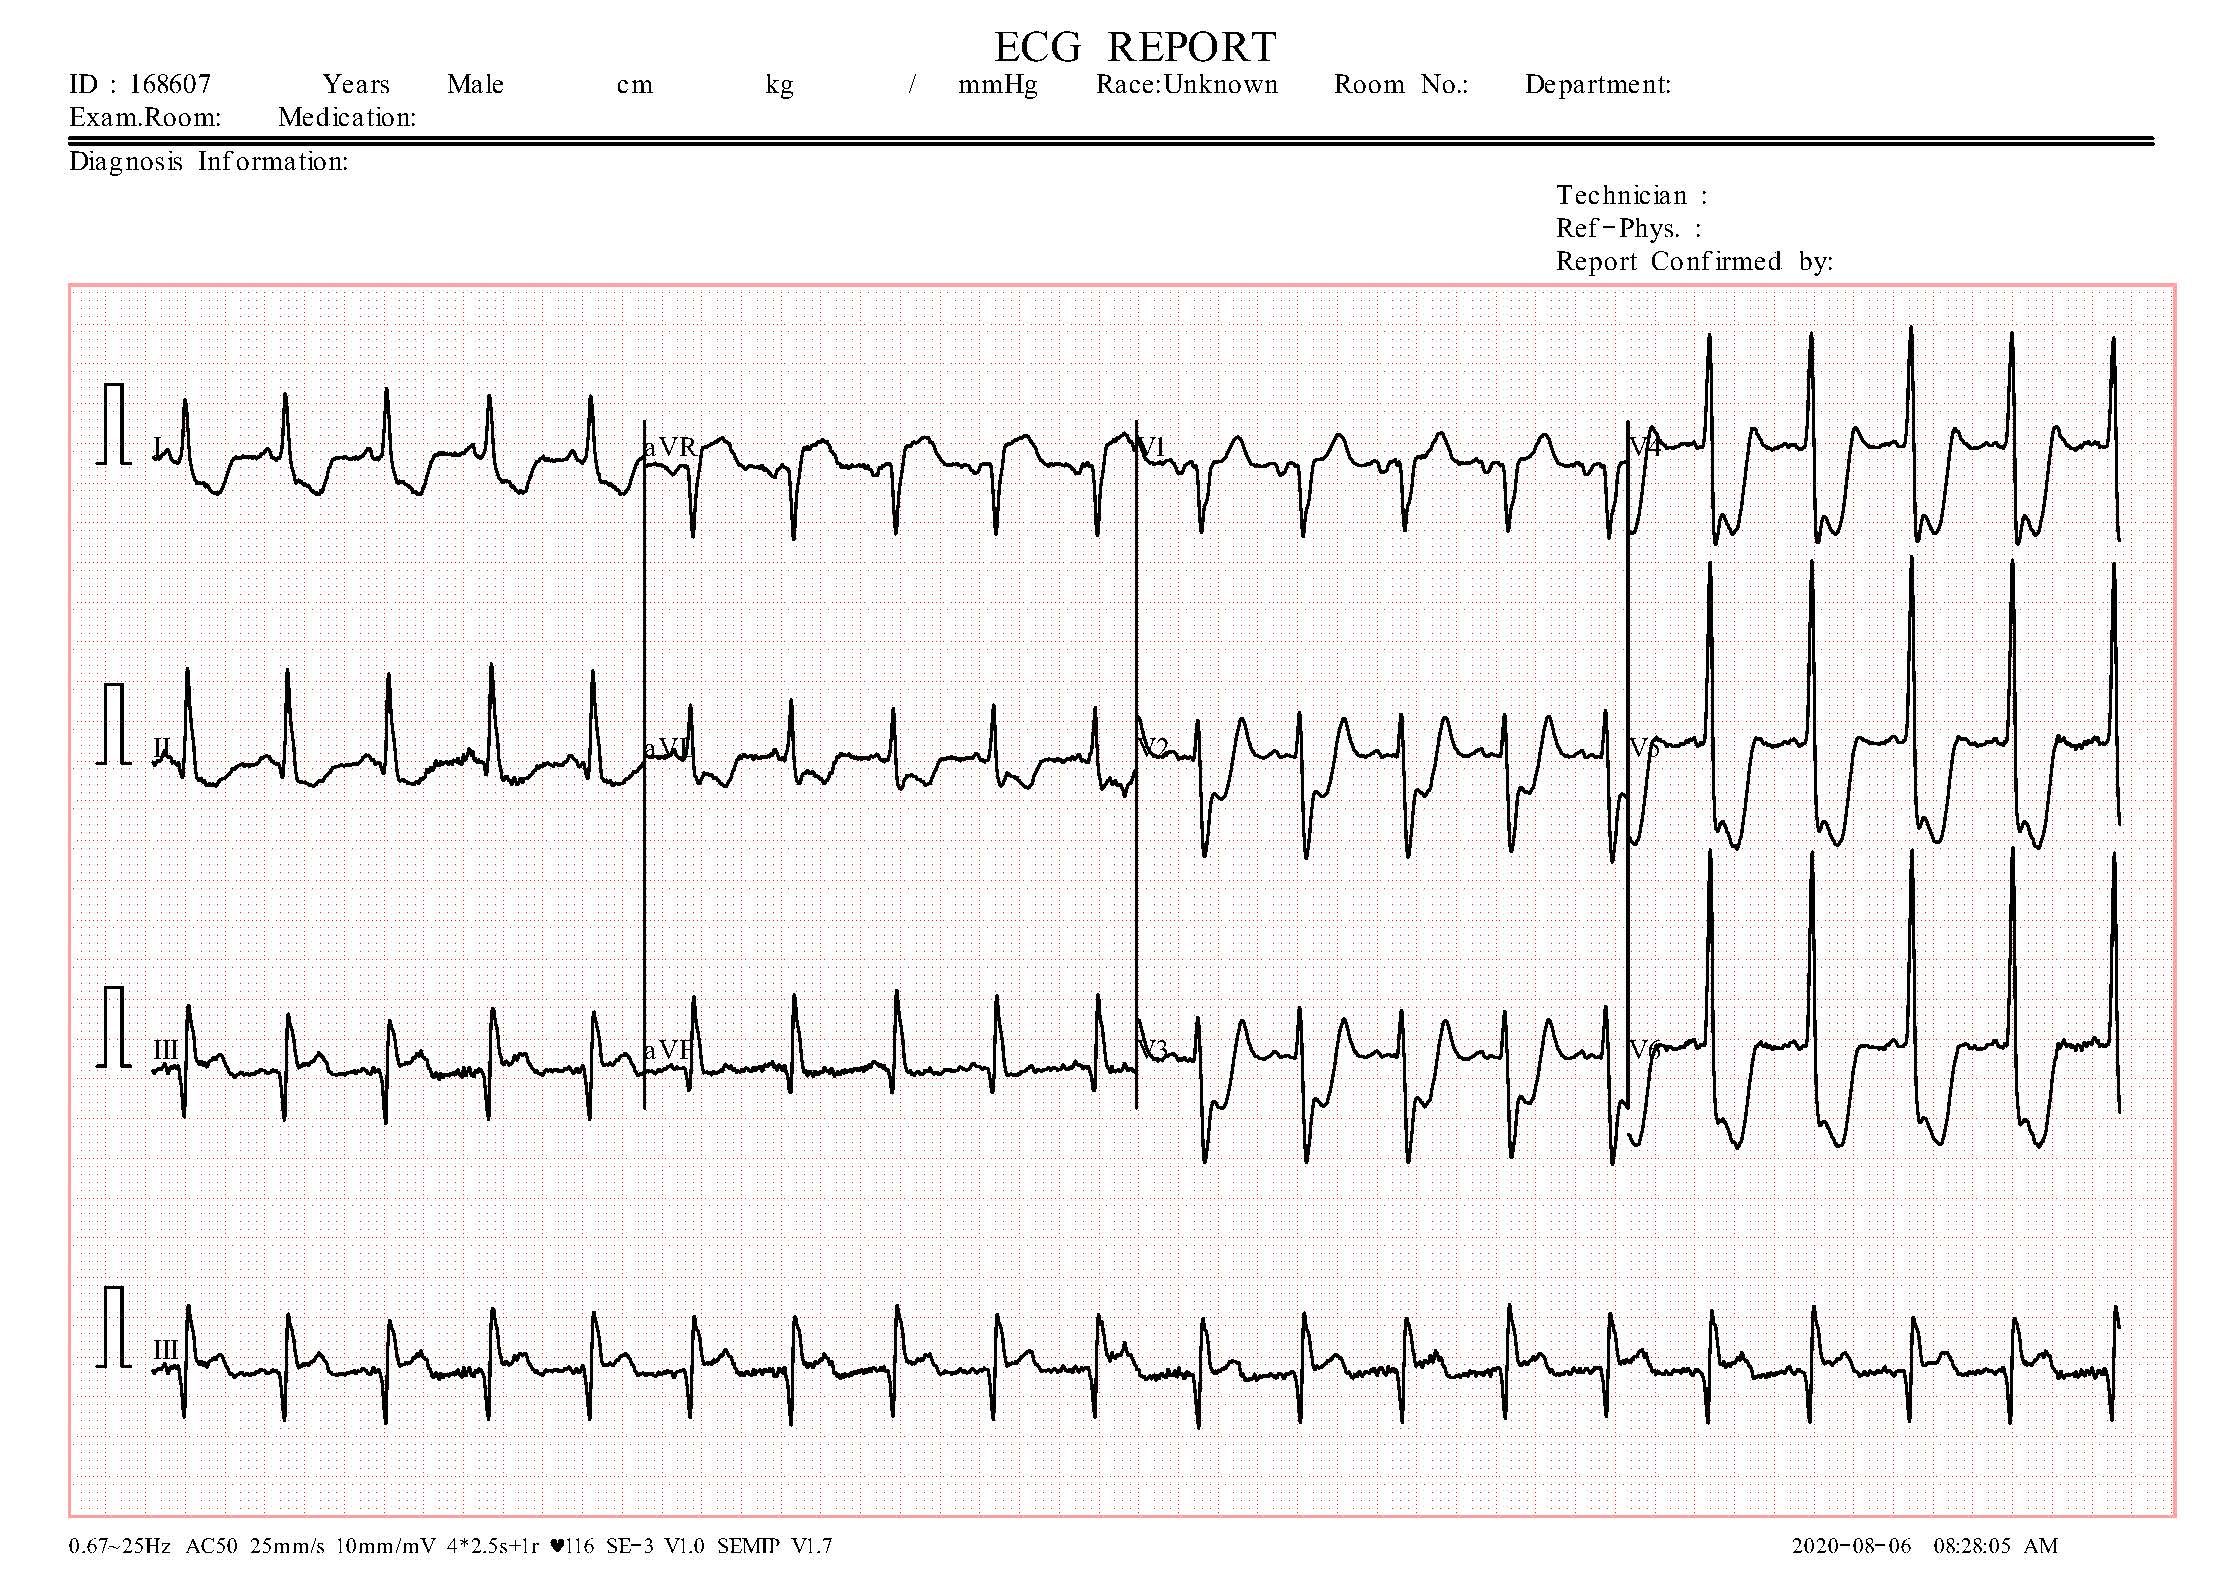 ECG REPORT
ID : 168607 Years Male cm kg / mmHg Race:Unknown Room No.: Department:
Exam.Room: Medication:
Diagnosis Information:
Technician :
Ref-Phys. :
Report Confirmed by:
I aVR V1 V4
II aVL V2 V5
III aVF V3 V6
III
0.67~25Hz AC50 25mm/s 10mm/mV 4*2.5s+1r ♥116 SE-3 V1.0 SEMIP V1.7 2020-08-06 08:28:05 AM